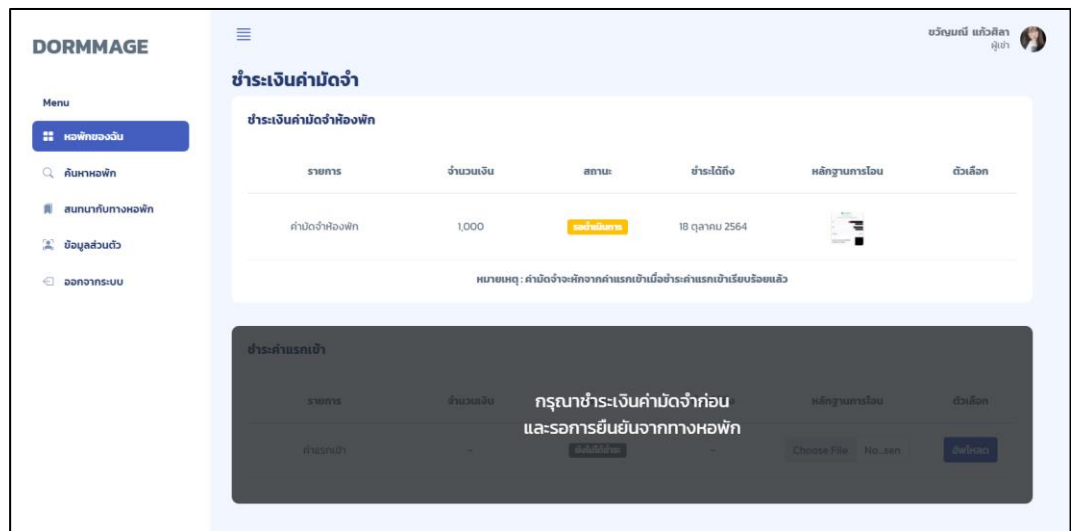 DORMMAGE
ขวัญมณี แก้วศิลา
ผู้เช่า
Menu
หอพักของฉัน
ค้นหาหอพัก
สนทนากับทางหอพัก
ข้อมูลส่วนตัว
ออกจากระบบ
ชำระเงินค่ามัดจำ
ชำระเงินค่ามัดจำห้องพัก
รายการ จำนวนเงิน สถานะ ชำระได้ถึง หลักฐานการโอน ตัวเลือก
ค่ามัดจำห้องพัก 1,000 รอดำเนินการ 18 ตุลาคม 2564
หมายเหตุ : ค่ามัดจำจะหักจากค่าแรกเข้าเมื่อชำระค่าแรกเข้าเรียบร้อยแล้ว
ชำระค่าแรกเข้า
รายการ จำนวนเงิน หลักฐานการโอน ตัวเลือก
กรุณาชำระเงินค่ามัดจำก่อน
และรอการยืนยันจากทางหอพัก
ค่าแรกเข้า - ยังไม่ได้ชำระ - Choose File No...sen อัพโหลด